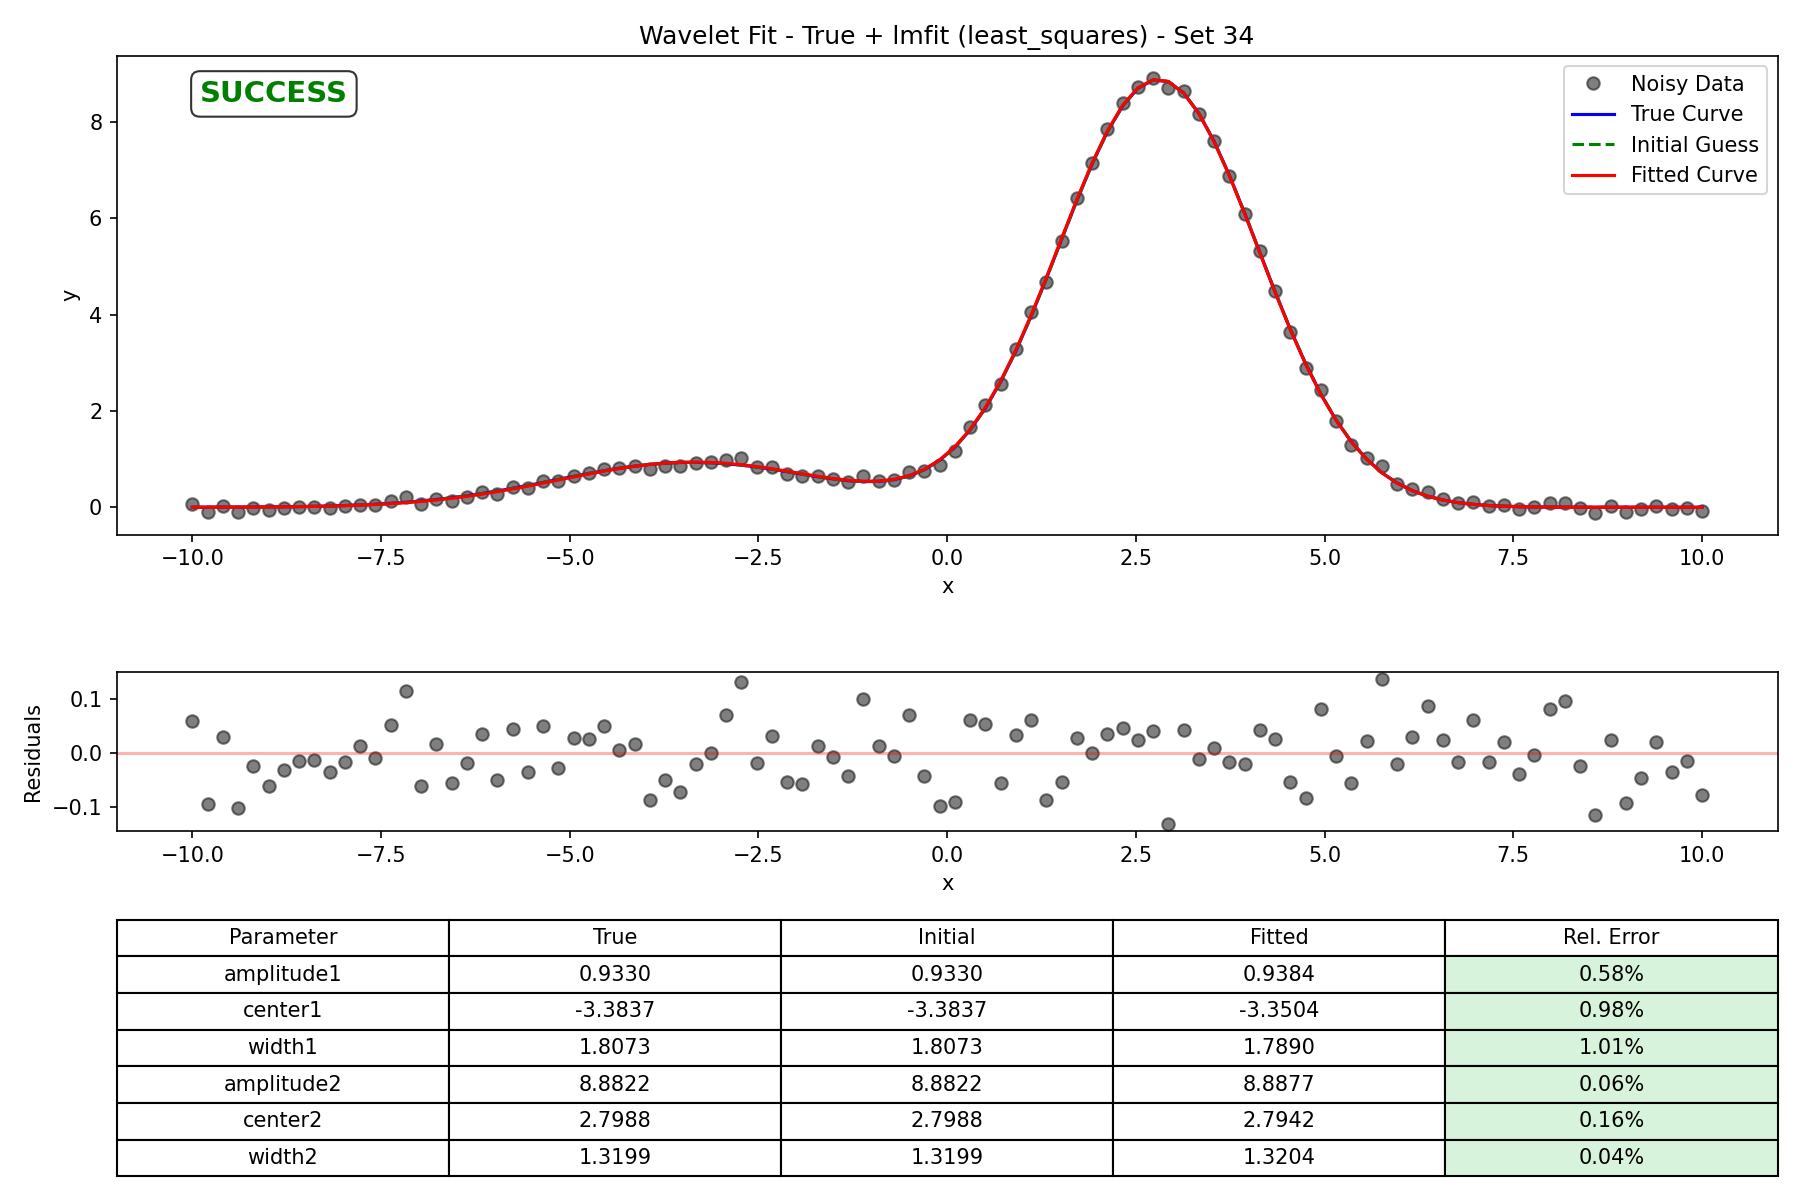 Wavelet Fit - True + lmfit (least_squares) - Set 34
SUCCESS
Noisy Data
True Curve
Initial Guess
Fitted Curve
8
6
4
2
0
y
−10.0 −7.5 −5.0 −2.5 0.0 2.5 5.0 7.5 10.0
x
0.1
0.0
−0.1
Residuals
−10.0 −7.5 −5.0 −2.5 0.0 2.5 5.0 7.5 10.0
x
Parameter True Initial Fitted Rel. Error
amplitude1 0.9330 0.9330 0.9384 0.58%
center1 -3.3837 -3.3837 -3.3504 0.98%
width1 1.8073 1.8073 1.7890 1.01%
amplitude2 8.8822 8.8822 8.8877 0.06%
center2 2.7988 2.7988 2.7942 0.16%
width2 1.3199 1.3199 1.3204 0.04%